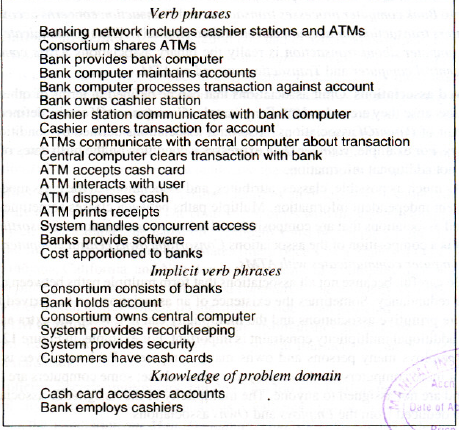 Verb phrases
Banking network includes cashier stations and ATMs
Consortium shares ATMs
Bank provides bank computer
Bank computer maintains accounts
Bank computer processes transaction against account
Bank owns cashier station
Cashier station communicates with bank computer
Cashier enters transaction for account
ATMs communicate with central computer about transaction
Central computer clears transaction with bank
ATM accepts cash card
ATM interacts with user
ATM dispenses cash
ATM prints receipts
System handles concurrent access
Banks provide software
Cost apportioned to banks
Implicit verb phrases
Consortium consists of banks
Bank holds account
Consortium owns central computer
System provides recordkeeping
System provides security
Customers have cash cards
Knowledge of problem domain
Cash card accesses accounts
Bank employs cashiers
Date of